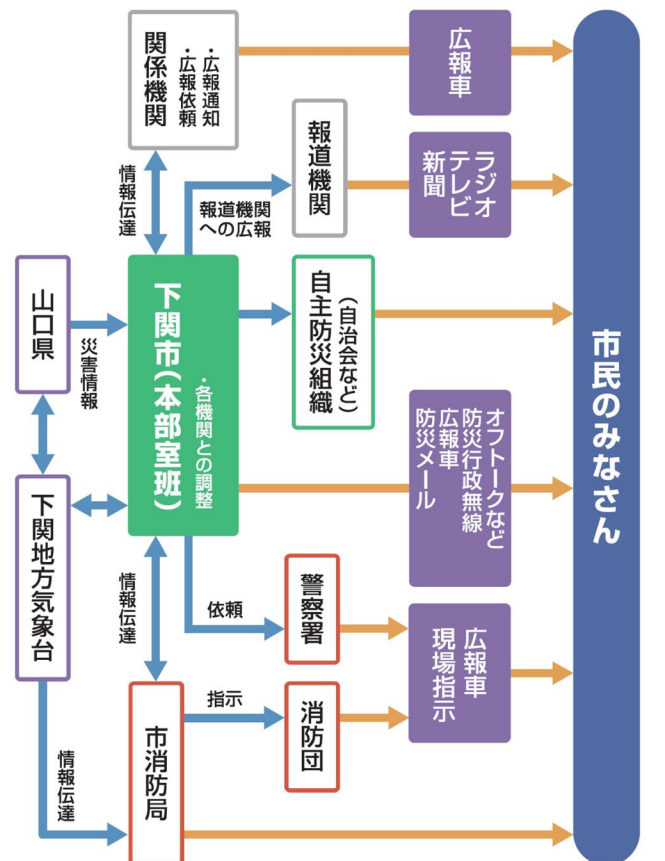 関係機関
・広報通知
・広報依頼
広報車
情報伝達
報道機関
への広報
報道機関
ラジオ
テレビ
新聞
山口県
災害情報
下関市（本部室班）
・各機関との調整
（自治会など）
自主防災組織
オフトークなど
防災行政無線
広報車
防災メール
市民のみなさん
下関地方気象台
情報伝達
依頼
警察署
広報車
現場指示
指示
消防団
市消防局
情報伝達